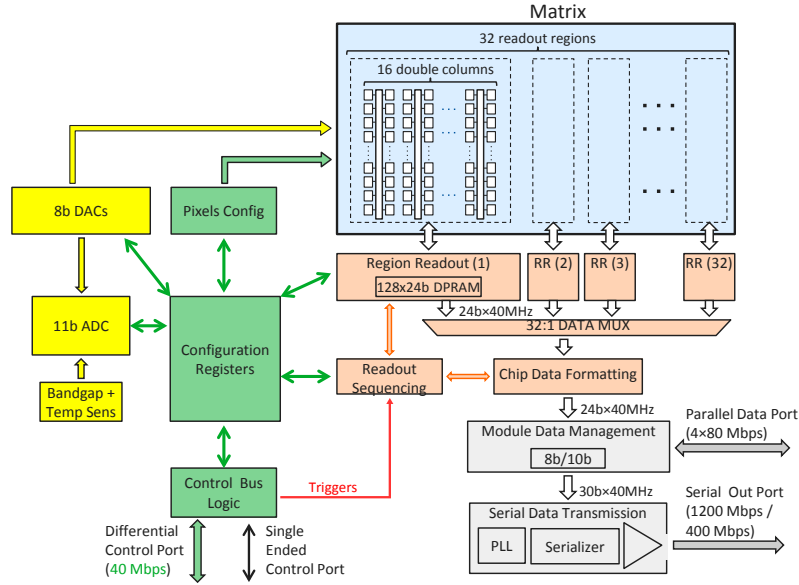 Matrix
32 readout regions
16 double columns
8b DACs
Pixels Config
Region Readout (1)
128x24b DPRAM
RR (2)
RR (3)
RR (32)
24b×40MHz
32:1 DATA MUX
11b ADC
Configuration
Registers
Readout
Sequencing
Chip Data Formatting
Bandgap +
Temp Sens
24b×40MHz
Module Data Management
8b/10b
Parallel Data Port
(4×80 Mbps)
Control Bus
Logic
Triggers
30b×40MHz
Serial Data Transmission
PLL
Serializer
Serial Out Port
(1200 Mbps /
400 Mbps)
Differential
Control Port
(40 Mbps)
Single
Ended
Control Port